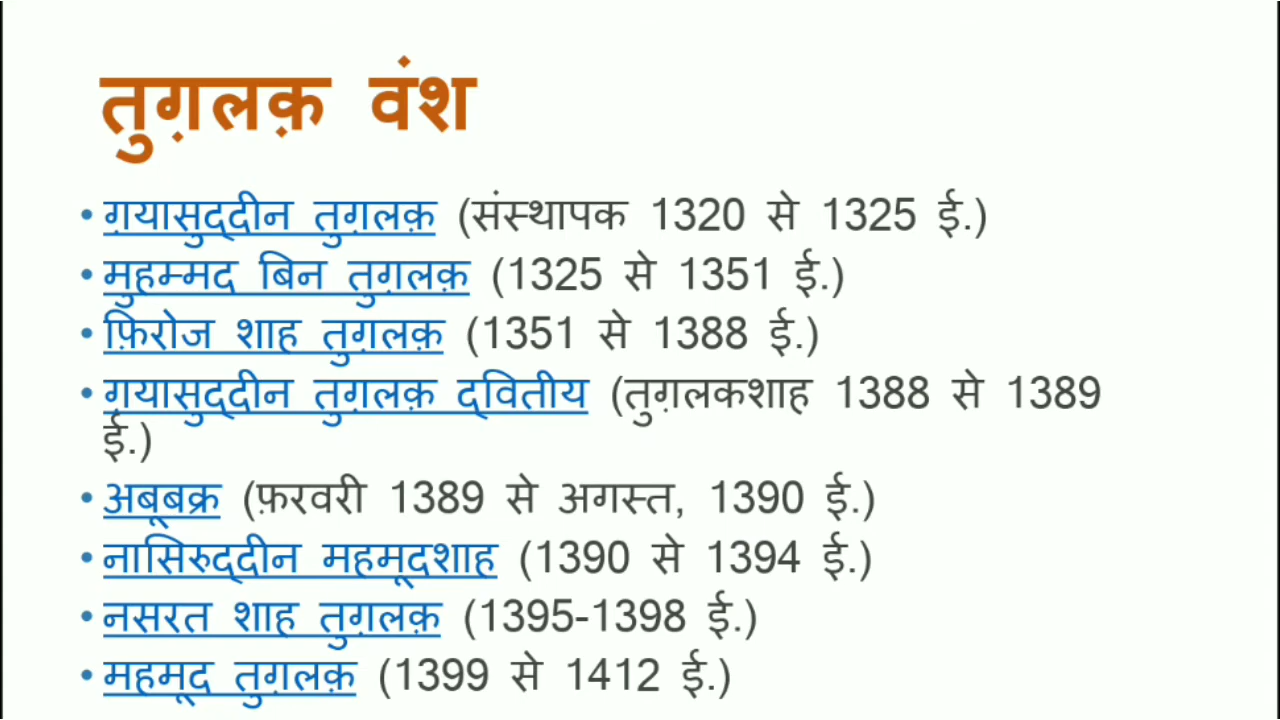 तुग़लक़ वंश
• ग़यासुद्दीन तुग़लक़ (संस्थापक 1320 से 1325 ई.)
• मुहम्मद बिन तुग़लक़ (1325 से 1351 ई.)
• फ़िरोज शाह तुग़लक़ (1351 से 1388 ई.)
• ग़यासुद्दीन तुग़लक़ द्वितीय (तुग़लकशाह 1388 से 1389
ई.)
• अबूबक्र (फ़रवरी 1389 से अगस्त, 1390 ई.)
• नासिरुद्दीन महमूदशाह (1390 से 1394 ई.)
• नसरत शाह तुग़लक़ (1395-1398 ई.)
• महमूद तुग़लक़ (1399 से 1412 ई.)